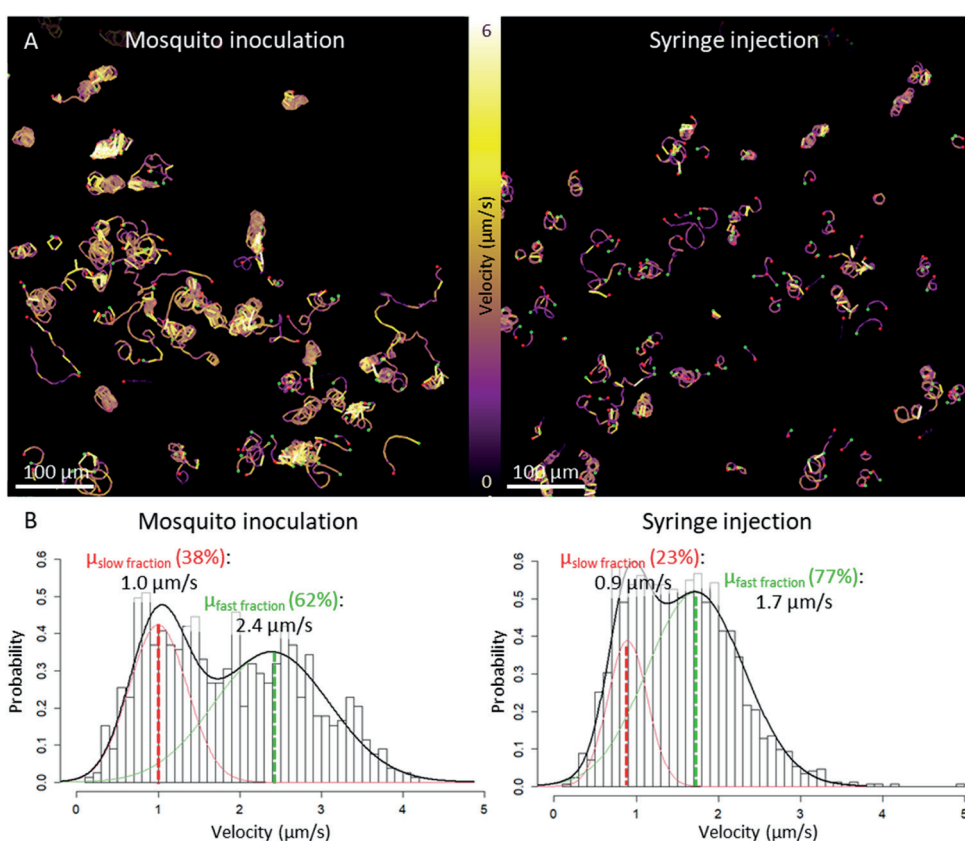 A
Mosquito inoculation
6
Syringe injection
Velocity (µm/s)
0
100 µm
100 µm
B
Mosquito inoculation
Syringe injection
µslow fraction (38%):
1.0 µm/s
µfast fraction (62%):
2.4 µm/s
Probability
0.6
0.5
0.4
0.3
0.2
0.1
0.0
0 1 2 3 4 5
Velocity (µm/s)
µslow fraction (23%):
0.9 µm/s
µfast fraction (77%):
1.7 µm/s
Probability
0.6
0.5
0.4
0.3
0.2
0.1
0.0
0 1 2 3 4 5
Velocity (µm/s)